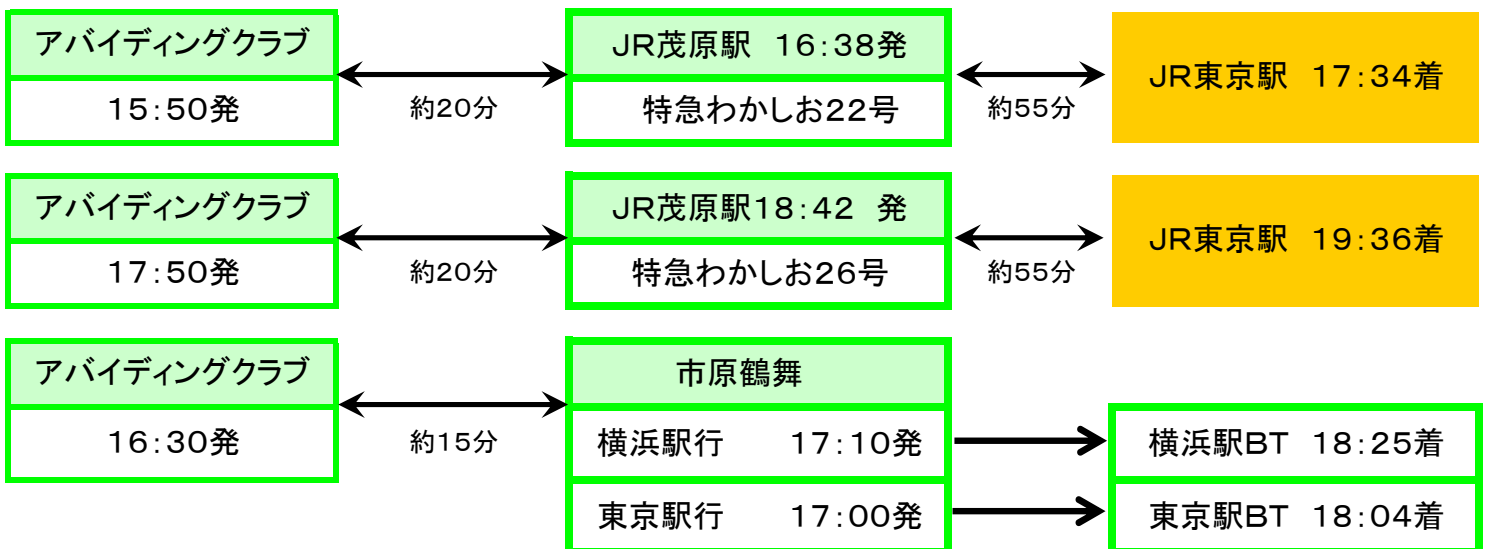 アバイディングクラブ
15:50発
約20分
JR茂原駅 16:38発
特急わかしお22号
約55分
JR東京駅 17:34着
アバイディングクラブ
17:50発
約20分
JR茂原駅18:42 発
特急わかしお26号
約55分
JR東京駅 19:36着
アバイディングクラブ
16:30発
約15分
市原鶴舞
横浜駅行 17:10発
横浜駅BT 18:25着
東京駅行 17:00発
東京駅BT 18:04着